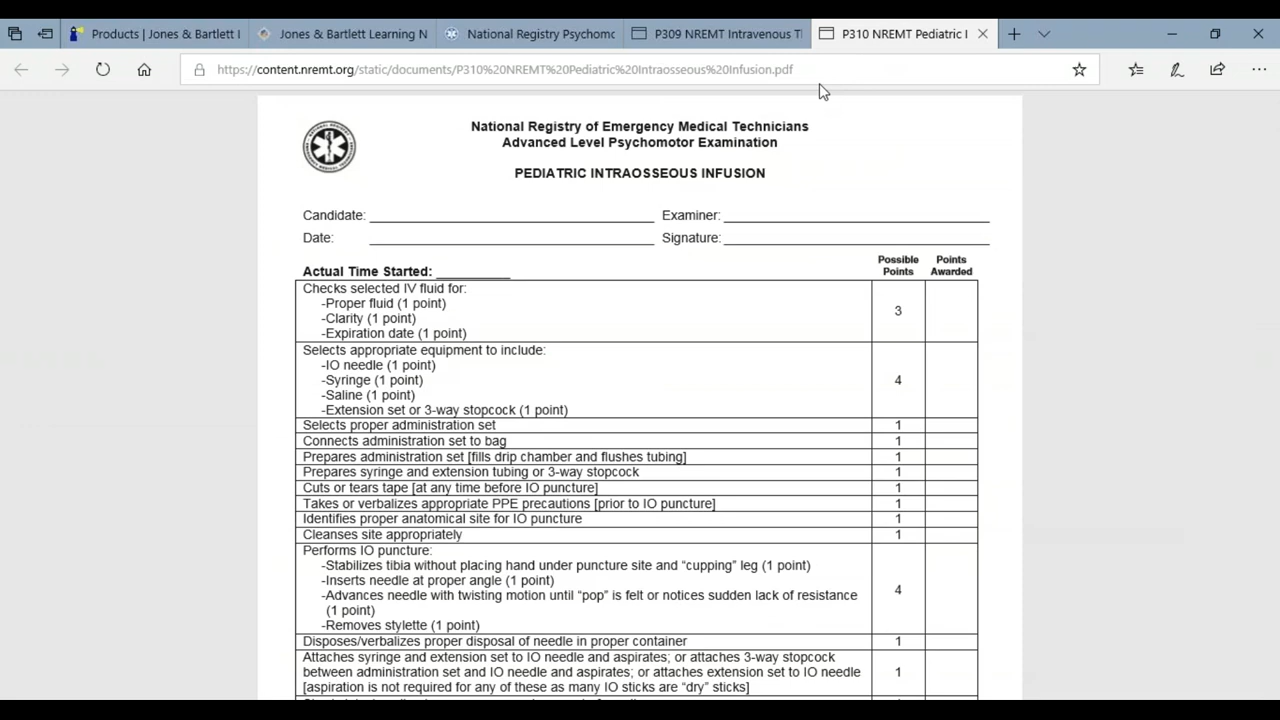 Products | Jones & Bartlett l
Jones & Bartlett Learning N
National Registry Psychomo
P309 NREMT Intravenous Tl
P310 NREMT Pediatric I
https://content.nremt.org/static/documents/P310%20NREMT%20Pediatric%20Intraosseous%20Infusion.pdf
National Registry of Emergency Medical Technicians
Advanced Level Psychomotor Examination
PEDIATRIC INTRAOSSEOUS INFUSION
Candidate: Examiner:
Date: Signature:
Actual Time Started:
Possible Points
Points Awarded
Checks selected IV fluid for:
-Proper fluid (1 point)
-Clarity (1 point)
-Expiration date (1 point)
3
Selects appropriate equipment to include:
-IO needle (1 point)
-Syringe (1 point)
-Saline (1 point)
-Extension set or 3-way stopcock (1 point)
4
Selects proper administration set 1
Connects administration set to bag 1
Prepares administration set [fills drip chamber and flushes tubing] 1
Prepares syringe and extension tubing or 3-way stopcock 1
Cuts or tears tape [at any time before IO puncture] 1
Takes or verbalizes appropriate PPE precautions [prior to IO puncture] 1
Identifies proper anatomical site for IO puncture 1
Cleanses site appropriately 1
Performs IO puncture:
-Stabilizes tibia without placing hand under puncture site and “cupping” leg (1 point)
-Inserts needle at proper angle (1 point)
-Advances needle with twisting motion until “pop” is felt or notices sudden lack of resistance
(1 point)
-Removes stylette (1 point)
4
Disposes/verbalizes proper disposal of needle in proper container 1
Attaches syringe and extension set to IO needle and aspirates; or attaches 3-way stopcock
between administration set and IO needle and aspirates; or attaches extension set to IO needle
[aspiration is not required for any of these as many IO sticks are “dry” sticks]
1